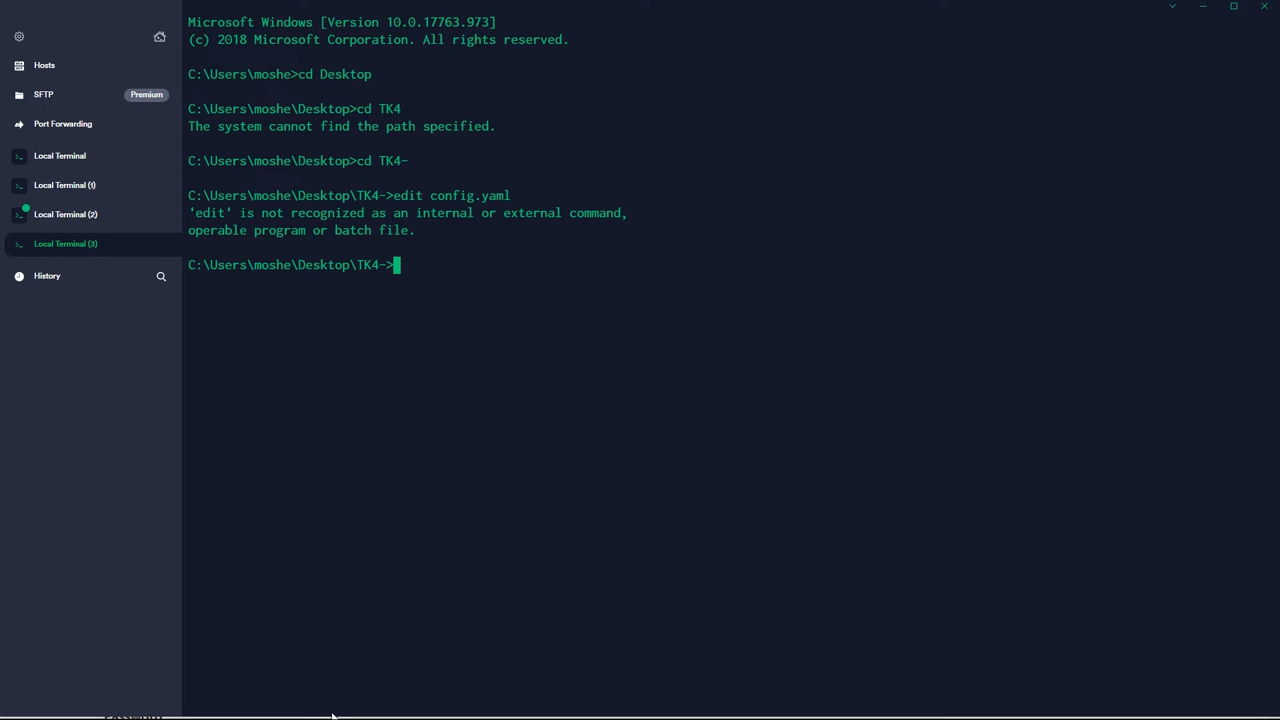 Hosts
SFTP
Premium
Port Forwarding
Local Terminal
Local Terminal (1)
Local Terminal (2)
Local Terminal (3)
History
Microsoft Windows [Version 10.0.17763.973]
(c) 2018 Microsoft Corporation. All rights reserved.
C:\Users\moshe>cd Desktop
C:\Users\moshe\Desktop>cd TK4
The system cannot find the path specified.
C:\Users\moshe\Desktop>cd TK4-
C:\Users\moshe\Desktop\TK4->edit config.yaml
'edit' is not recognized as an internal or external command,
operable program or batch file.
C:\Users\moshe\Desktop\TK4->